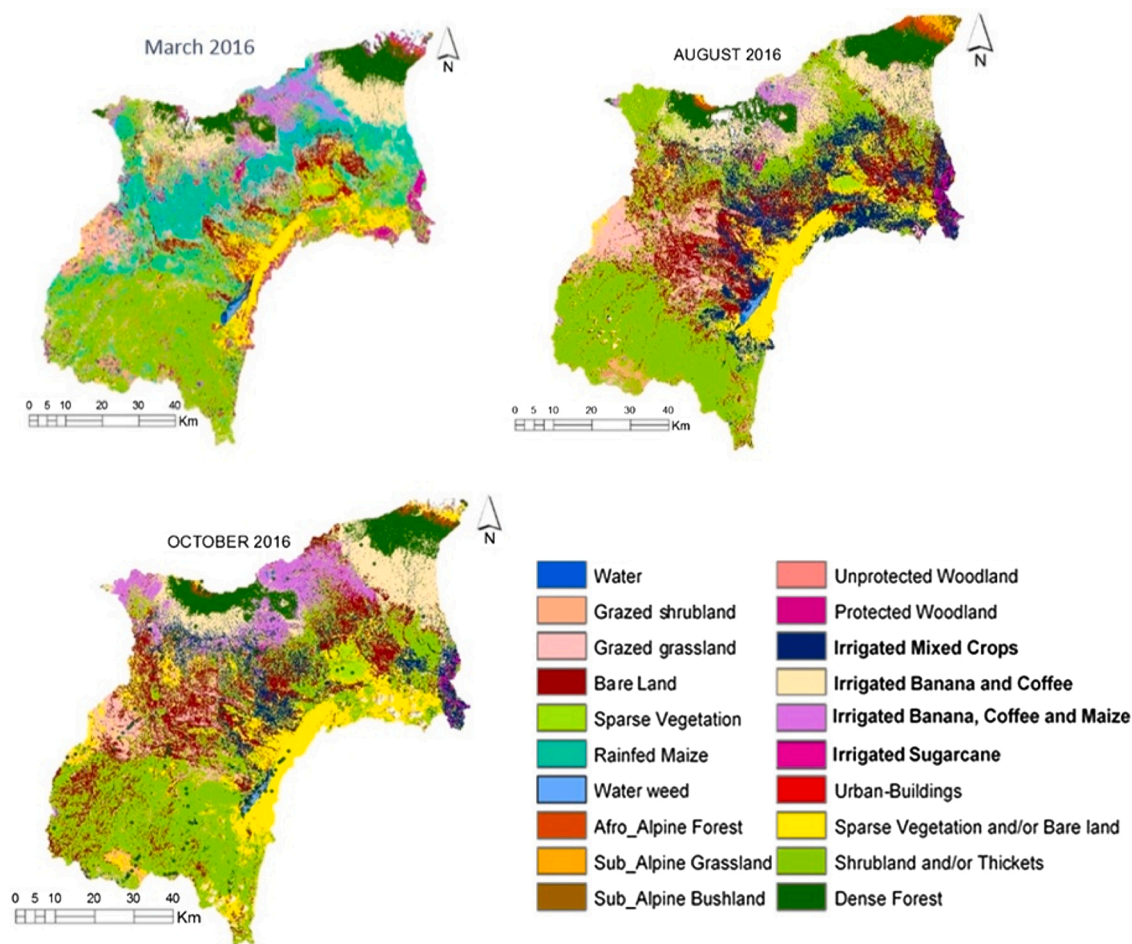 March 2016
N
0 5 10 20 30 40
Km
AUGUST 2016
N
0 5 10 20 30 40
Km
OCTOBER 2016
N
0 5 10 20 30 40
Km
Water
Grazed shrubland
Grazed grassland
Bare Land
Sparse Vegetation
Rainfed Maize
Water weed
Afro_Alpine Forest
Sub_Alpine Grassland
Sub_Alpine Bushland
Unprotected Woodland
Protected Woodland
Irrigated Mixed Crops
Irrigated Banana and Coffee
Irrigated Banana, Coffee and Maize
Irrigated Sugarcane
Urban-Buildings
Sparse Vegetation and/or Bare land
Shrubland and/or Thickets
Dense Forest